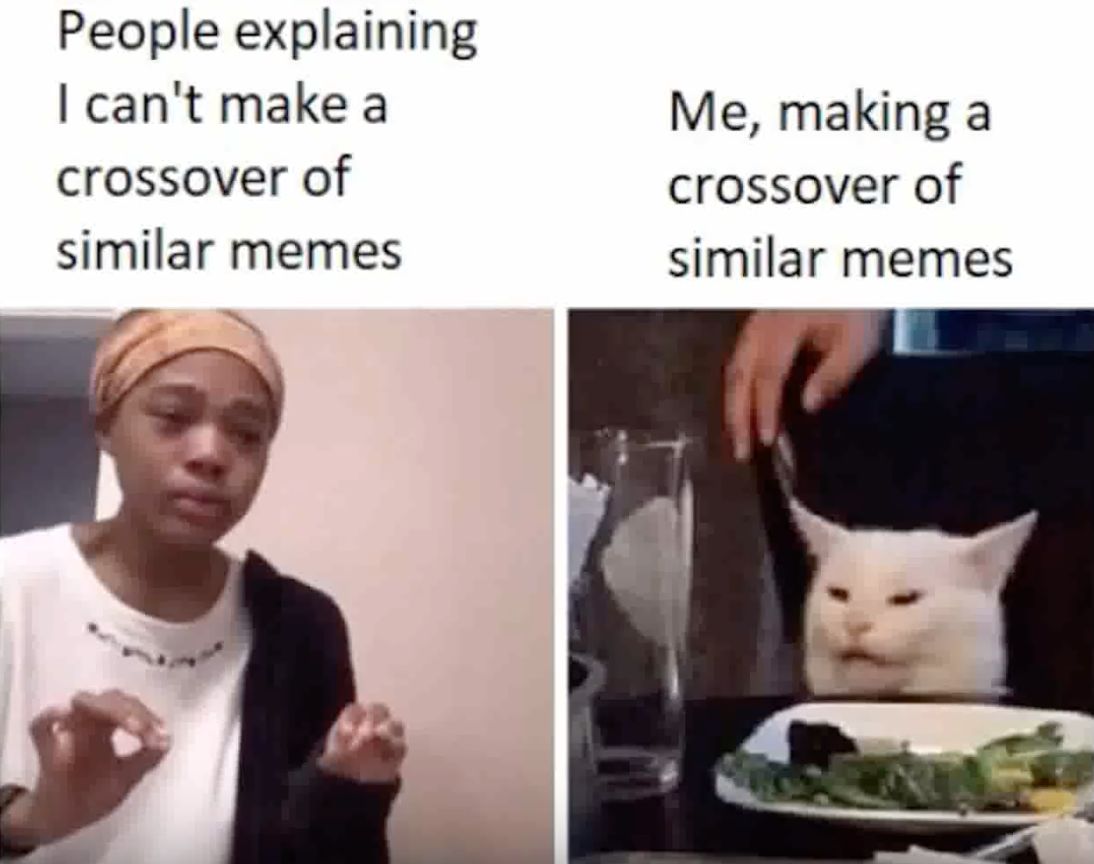 People explaining
I can't make a
crossover of
similar memes
Me, making a
crossover of
similar memes